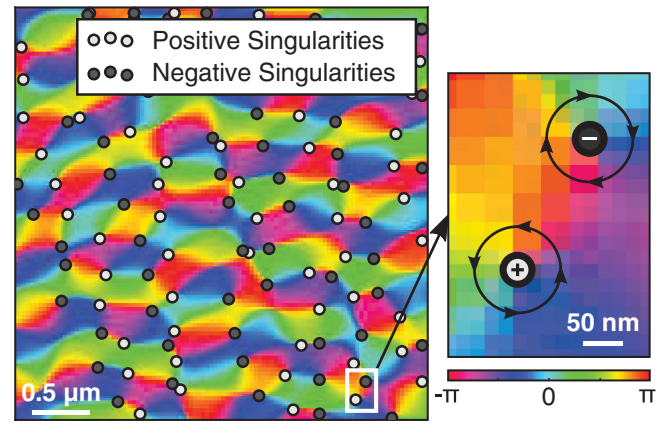 Positive Singularities
Negative Singularities
0.5 μm
−
+
50 nm
-π 0 π